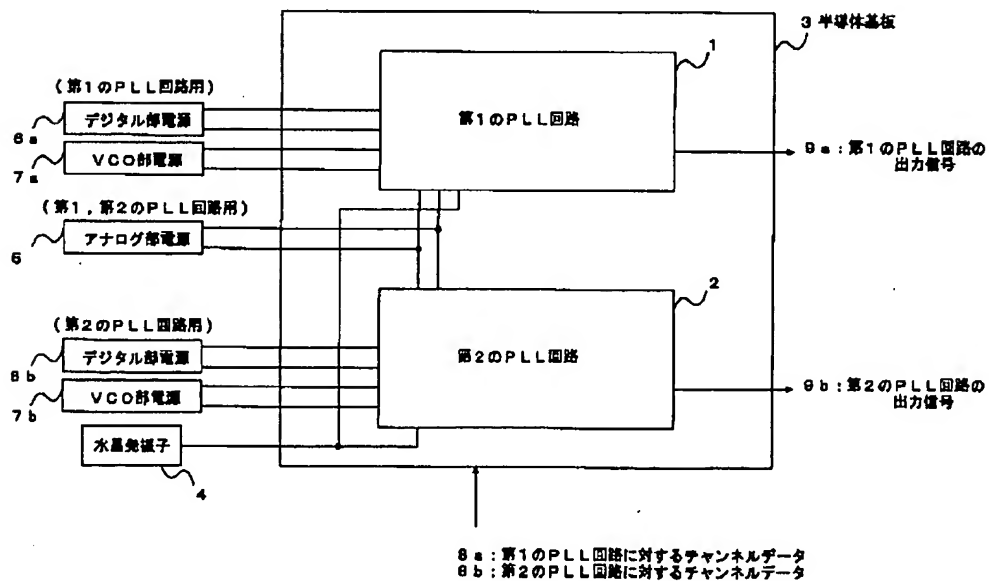 3 半導体基板
1
(第1のPLL回路用)
デジタル部電源
6a
VCO部電源
7a
第1のPLL回路
9a:第1のPLL回路の
出力信号
(第1,第2のPLL回路用)
アナログ部電源
5
2
(第2のPLL回路用)
デジタル部電源
6b
VCO部電源
7b
第2のPLL回路
9b:第2のPLL回路の
出力信号
水晶発振子
4
8a:第1のPLL回路に対するチャンネルデータ
8b:第2のPLL回路に対するチャンネルデータ